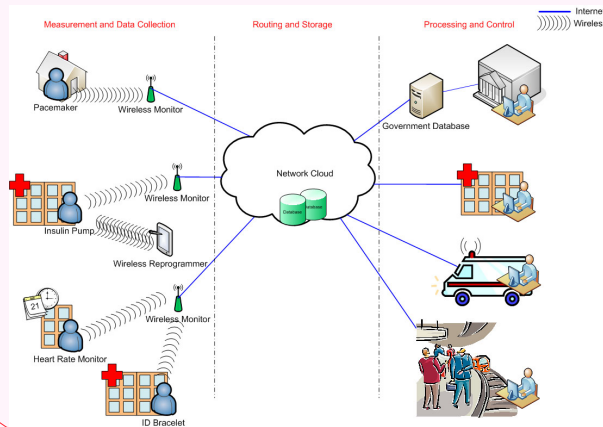 Measurement and Data Collection
Routing and Storage
Processing and Control
Interne
Wireles
Pacemaker
Wireless Monitor
Government Database
Network Cloud
Database
Wireless Monitor
Insulin Pump
Wireless Reprogrammer
21
Wireless Monitor
Heart Rate Monitor
ID Bracelet